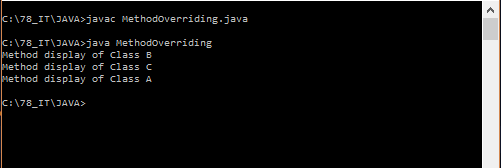 C:\78_IT\JAVA>javac MethodOverriding.java
C:\78_IT\JAVA>java MethodOverriding
Method display of Class B
Method display of Class C
Method display of Class A
C:\78_IT\JAVA>